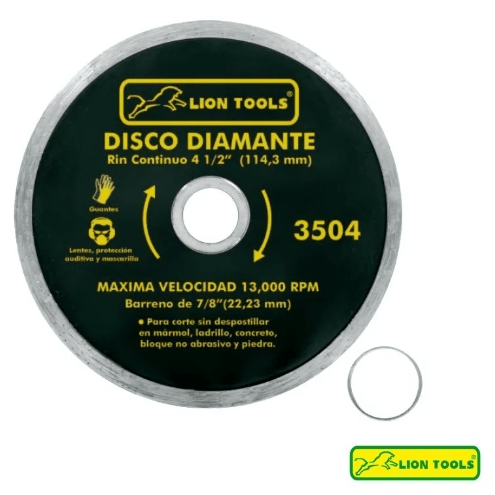 LION TOOLS®
DISCO DIAMANTE
Rin Continuo 4 1/2” (114,3 mm)
Guantes
Lentes, protección
auditiva y mascarilla
3504
MAXIMA VELOCIDAD 13,000 RPM
Barreno de 7/8”(22,23 mm)
• Para corte sin despostillar
en mármol, ladrillo, concreto,
bloque no abrasivo y piedra.
LION TOOLS®